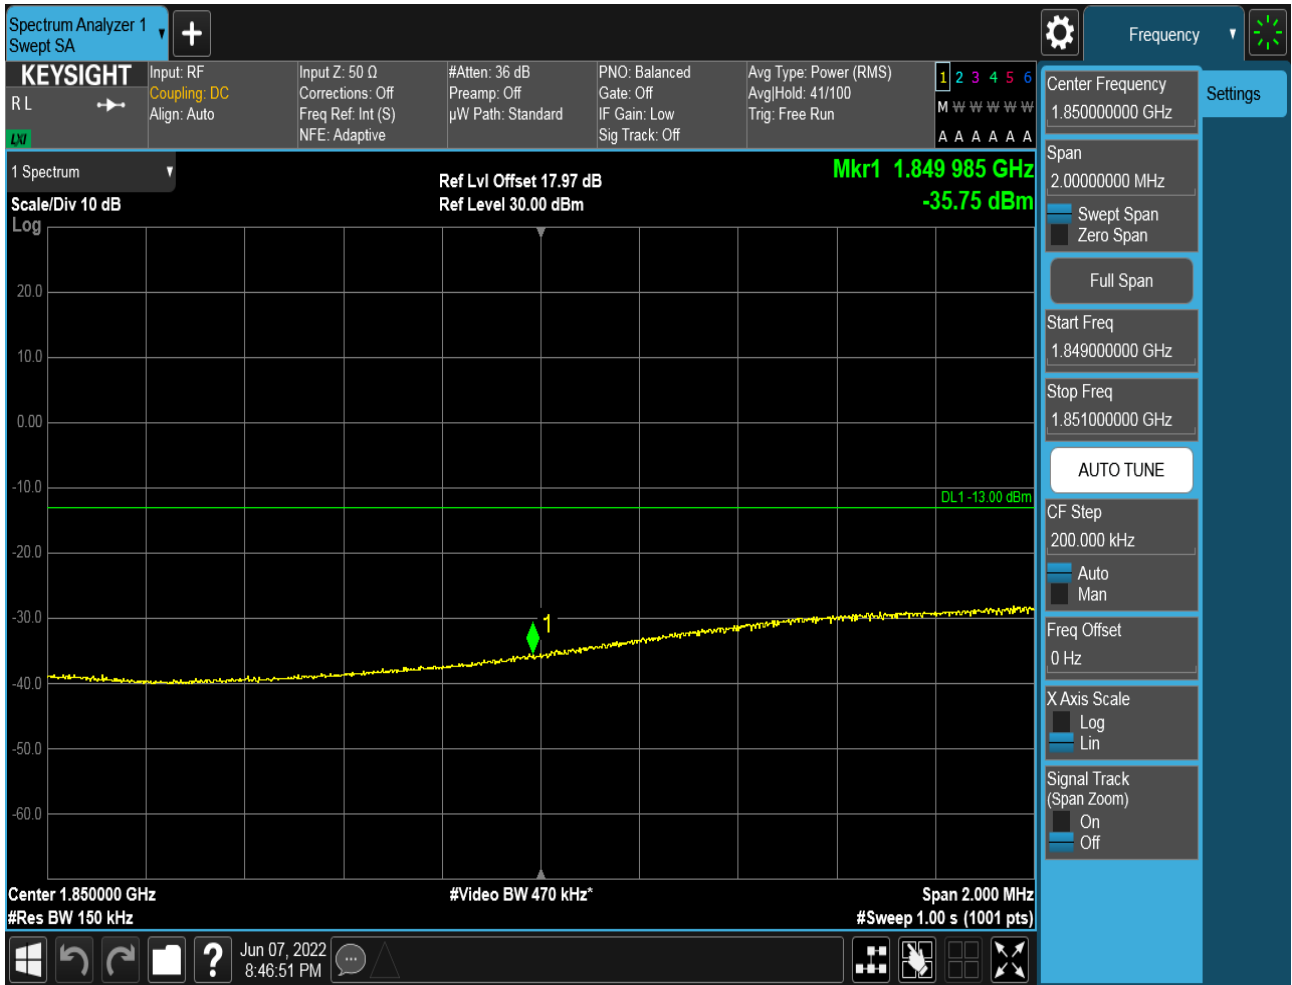 Spectrum Analyzer 1
Swept SA
Frequency
KEYSIGHT
R L
LXI
Input: RF
Coupling: DC
Align: Auto
Input Z: 50 Ω
Corrections: Off
Freq Ref: Int (S)
NFE: Adaptive
#Atten: 36 dB
Preamp: Off
µW Path: Standard
PNO: Balanced
Gate: Off
IF Gain: Low
Sig Track: Off
Avg Type: Power (RMS)
Avg|Hold: 41/100
Trig: Free Run
1 2 3 4 5 6
M W W W W W
A A A A A A
1 Spectrum
Scale/Div 10 dB
Log
Ref Lvl Offset 17.97 dB
Ref Level 30.00 dBm
Mkr1 1.849 985 GHz
-35.75 dBm
20.0
10.0
0.00
-10.0
DL1 -13.00 dBm
-20.0
-30.0
1
-40.0
-50.0
-60.0
Center 1.850000 GHz
#Res BW 150 kHz
#Video BW 470 kHz*
Span 2.000 MHz
#Sweep 1.00 s (1001 pts)
?
Jun 07, 2022
8:46:51 PM
Settings
Center Frequency
1.850000000 GHz
Span
2.00000000 MHz
Swept Span
Zero Span
Full Span
Start Freq
1.849000000 GHz
Stop Freq
1.851000000 GHz
AUTO TUNE
CF Step
200.000 kHz
Auto
Man
Freq Offset
0 Hz
X Axis Scale
Log
Lin
Signal Track
(Span Zoom)
On
Off